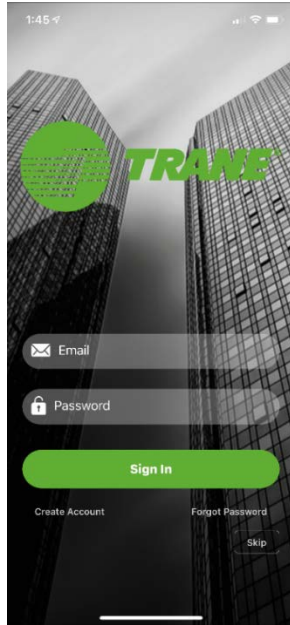 1:45
TRANE
Email
Password
Sign In
Create Account
Forgot Password
Skip